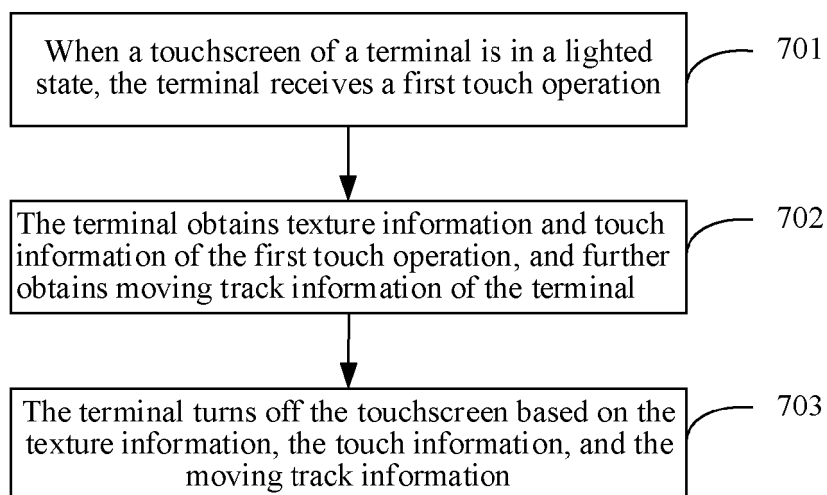 When a touchscreen of a terminal is in a lighted
state, the terminal receives a first touch operation
701
The terminal obtains texture information and touch
information of the first touch operation, and further
obtains moving track information of the terminal
702
The terminal turns off the touchscreen based on the
texture information, the touch information, and the
moving track information
703